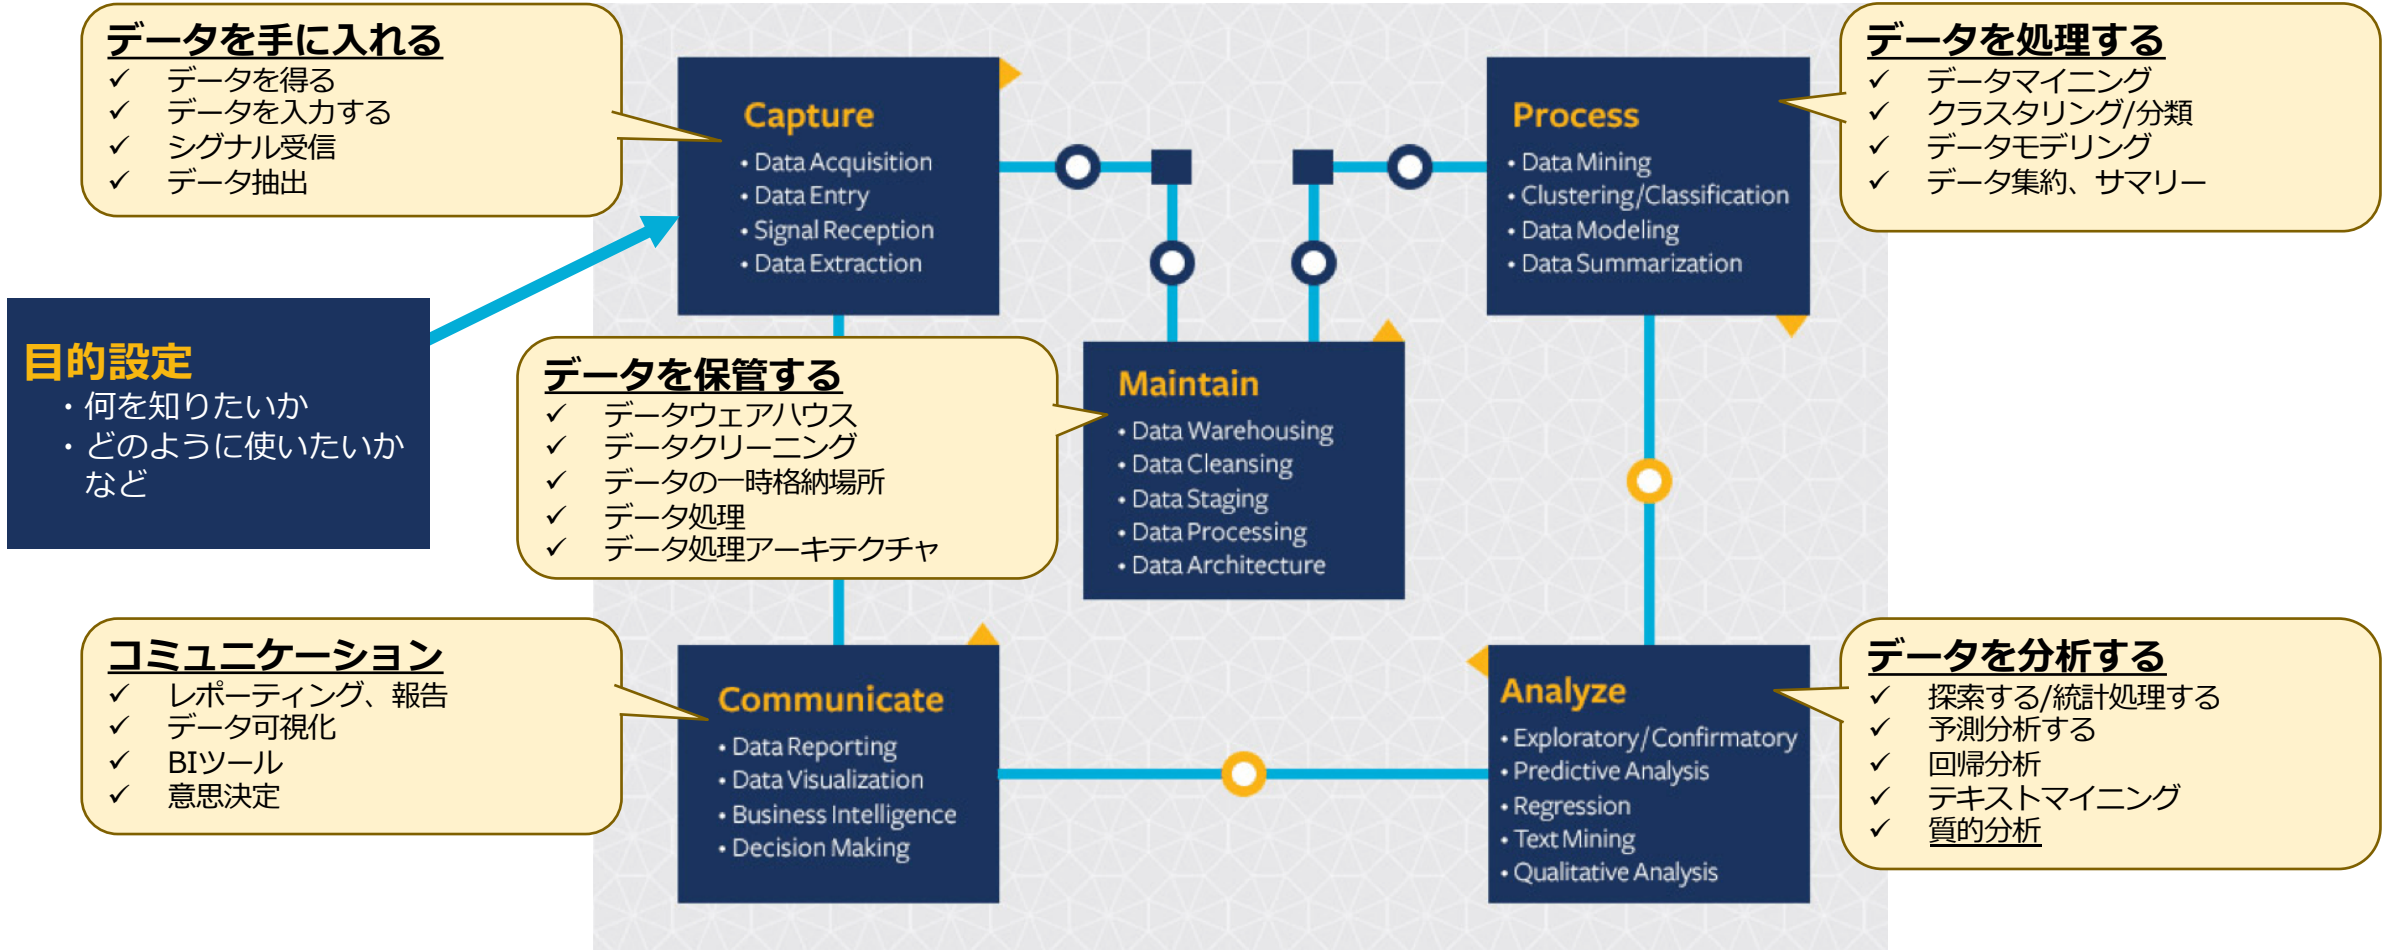 データを手に入れる
✓ データを得る
✓ データを入力する
✓ シグナル受信
✓ データ抽出
Capture
• Data Acquisition
• Data Entry
• Signal Reception
• Data Extraction
Process
• Data Mining
• Clustering/Classification
• Data Modeling
• Data Summarization
データを処理する
✓ データマイニング
✓ クラスタリング/分類
✓ データモデリング
✓ データ集約、サマリー
目的設定
・何を知りたいか
・どのように使いたいか
など
データを保管する
✓ データウェアハウス
✓ データクリーニング
✓ データの一時格納場所
✓ データ処理
✓ データ処理アーキテクチャ
Maintain
• Data Warehousing
• Data Cleansing
• Data Staging
• Data Processing
• Data Architecture
コミュニケーション
✓ レポーティング、報告
✓ データ可視化
✓ BIツール
✓ 意思決定
Communicate
• Data Reporting
• Data Visualization
• Business Intelligence
• Decision Making
Analyze
• Exploratory/Confirmatory
• Predictive Analysis
• Regression
• Text Mining
• Qualitative Analysis
データを分析する
✓ 探索する/統計処理する
✓ 予測分析する
✓ 回帰分析
✓ テキストマイニング
✓ 質的分析